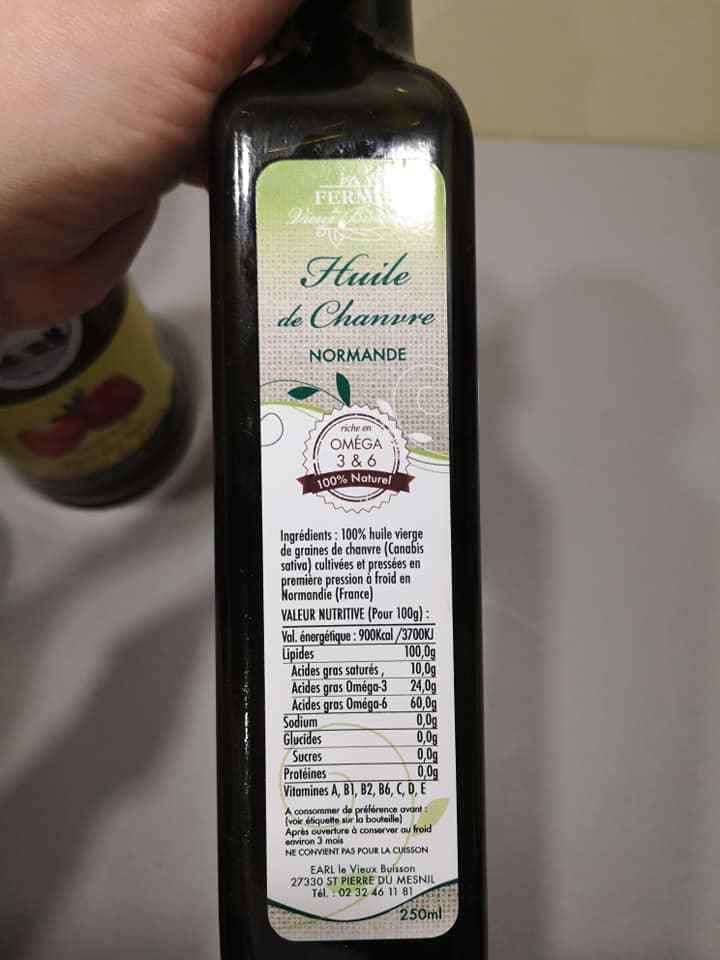 LA
FERME
Vieux Buisson
Huile
de Chanvre
NORMANDE
riche en
OMÉGA
3 & 6
100% Naturel
Ingrédients : 100% huile vierge
de graines de chanvre (Canabis
sativa) cultivées et pressées en
première pression à froid en
Normandie (France)
VALEUR NUTRITIVE (Pour 100g) :
Val. énergétique : 900Kcal /3700KJ
Lipides 100,0g
Acides gras saturés , 10,0g
Acides gras Oméga-3 24,0g
Acides gras Oméga-6 60,0g
Sodium 0,0g
Glucides 0,0g
Sucres 0,0g
Protéines 0,0g
Vitamines A, B1, B2, B6, C, D, E
A consommer de préférence avant :
(voir étiquette sur la bouteille)
Après ouverture à conserver au froid
environ 3 mois
NE CONVIENT PAS POUR LA CUISSON
EARL le Vieux Buisson
27330 ST PIERRE DU MESNIL
Tél. : 02 32 46 11 81
250ml